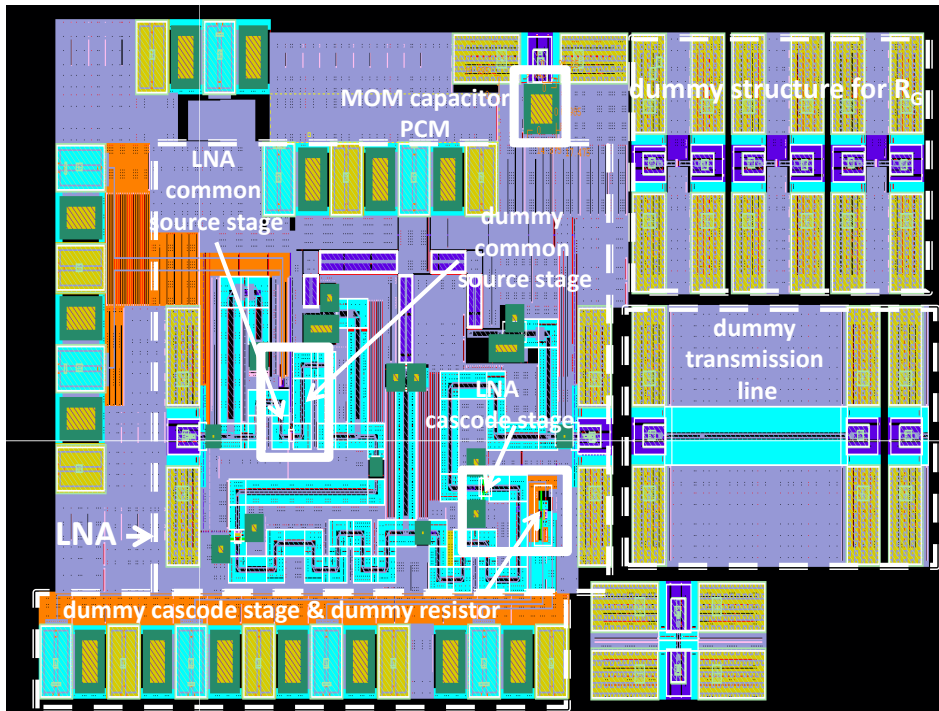 MOM capacitor
PCM
dummy structure for RG
LNA
common
source stage
dummy
common
source stage
dummy
transmission
line
LNA
cascode stage
LNA
dummy cascode stage & dummy resistor